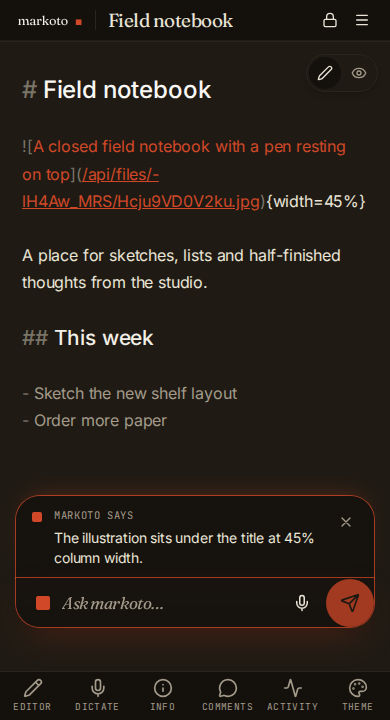 markoto
Field notebook
# Field notebook
![A closed field notebook with a pen resting
on top](/api/files/-
IH4Aw_MRS/Hcju9VD0V2ku.jpg){width=45%}
A place for sketches, lists and half-finished
thoughts from the studio.
## This week
- Sketch the new shelf layout
- Order more paper
MARKOTO SAYS
The illustration sits under the title at 45%
column width.
Ask markoto...
EDITOR
DICTATE
INFO
COMMENTS
ACTIVITY
THEME